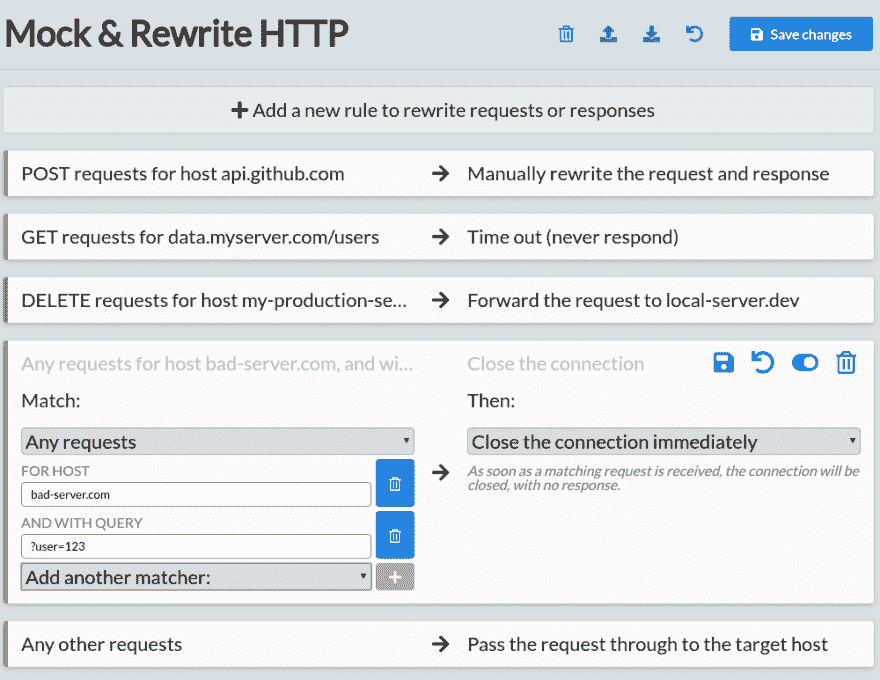 Mock & Rewrite HTTP
Save changes
Add a new rule to rewrite requests or responses
POST requests for host api.github.com
Manually rewrite the request and response
GET requests for data.myserver.com/users
Time out (never respond)
DELETE requests for host my-production-se...
Forward the request to local-server.dev
Any requests for host bad-server.com, and wi...
Close the connection
Match:
Then:
Any requests
Close the connection immediately
FOR HOST
As soon as a matching request is received, the connection will be
closed, with no response.
bad-server.com
AND WITH QUERY
?user=123
Add another matcher:
Any other requests
Pass the request through to the target host